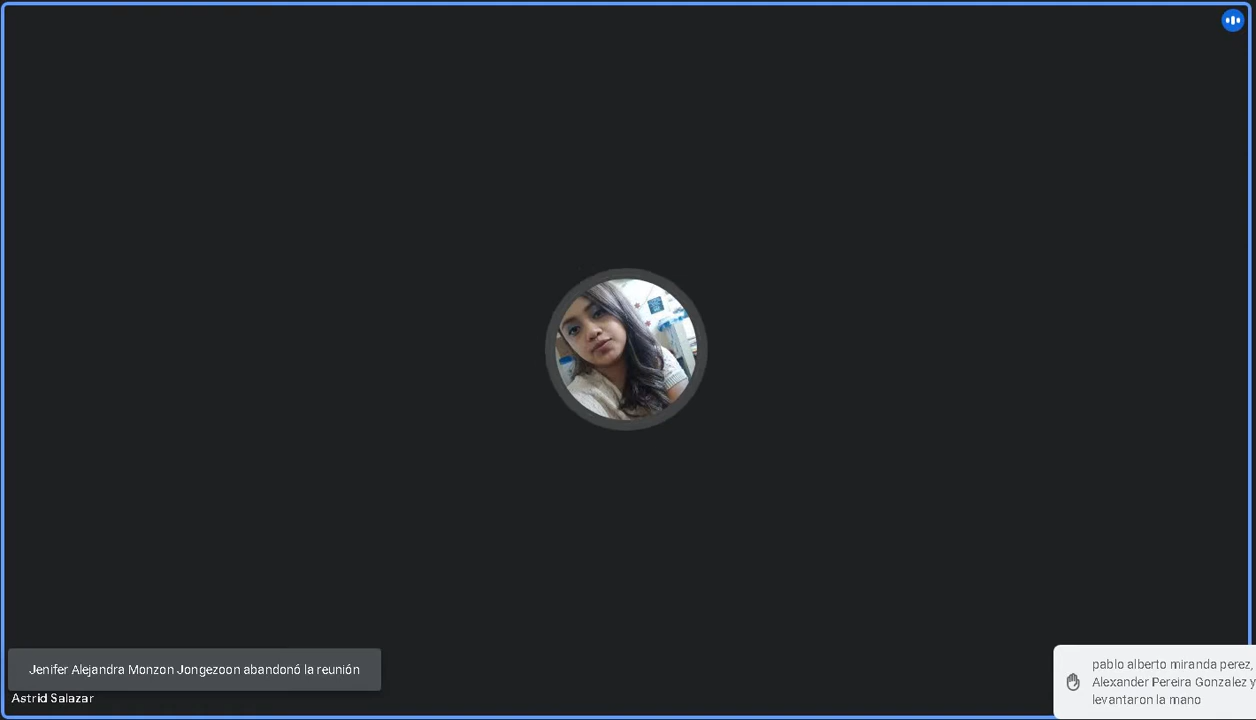 Jenifer Alejandra Monzon Jongezoon abandonó la reunión
Astrid Salazar
pablo alberto miranda perez,
Alexander Pereira Gonzalez y
levantaron la mano